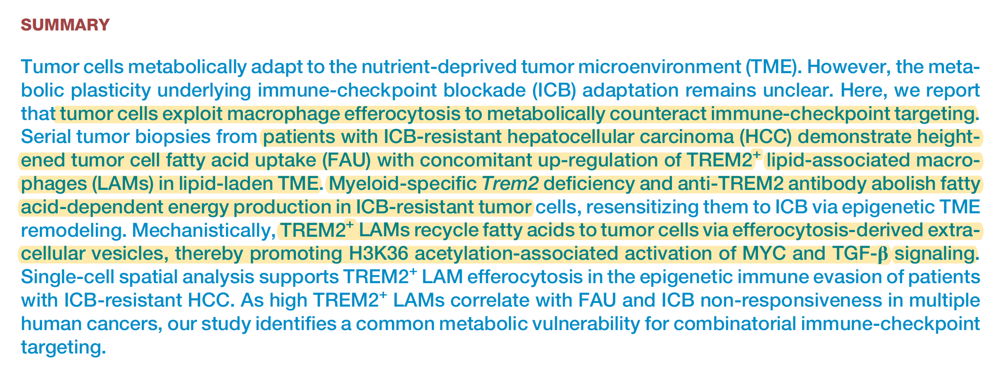 SUMMARY
Tumor cells metabolically adapt to the nutrient-deprived tumor microenvironment (TME). However, the meta-
bolic plasticity underlying immune-checkpoint blockade (ICB) adaptation remains unclear. Here, we report
that tumor cells exploit macrophage efferocytosis to metabolically counteract immune-checkpoint targeting.
Serial tumor biopsies from patients with ICB-resistant hepatocellular carcinoma (HCC) demonstrate height-
ened tumor cell fatty acid uptake (FAU) with concomitant up-regulation of TREM2⁺ lipid-associated macro-
phages (LAMs) in lipid-laden TME. Myeloid-specific Trem2 deficiency and anti-TREM2 antibody abolish fatty
acid-dependent energy production in ICB-resistant tumor cells, resensitizing them to ICB via epigenetic TME
remodeling. Mechanistically, TREM2⁺ LAMs recycle fatty acids to tumor cells via efferocytosis-derived extra-
cellular vesicles, thereby promoting H3K36 acetylation-associated activation of MYC and TGF-β signaling.
Single-cell spatial analysis supports TREM2⁺ LAM efferocytosis in the epigenetic immune evasion of patients
with ICB-resistant HCC. As high TREM2⁺ LAMs correlate with FAU and ICB non-responsiveness in multiple
human cancers, our study identifies a common metabolic vulnerability for combinatorial immune-checkpoint
targeting.